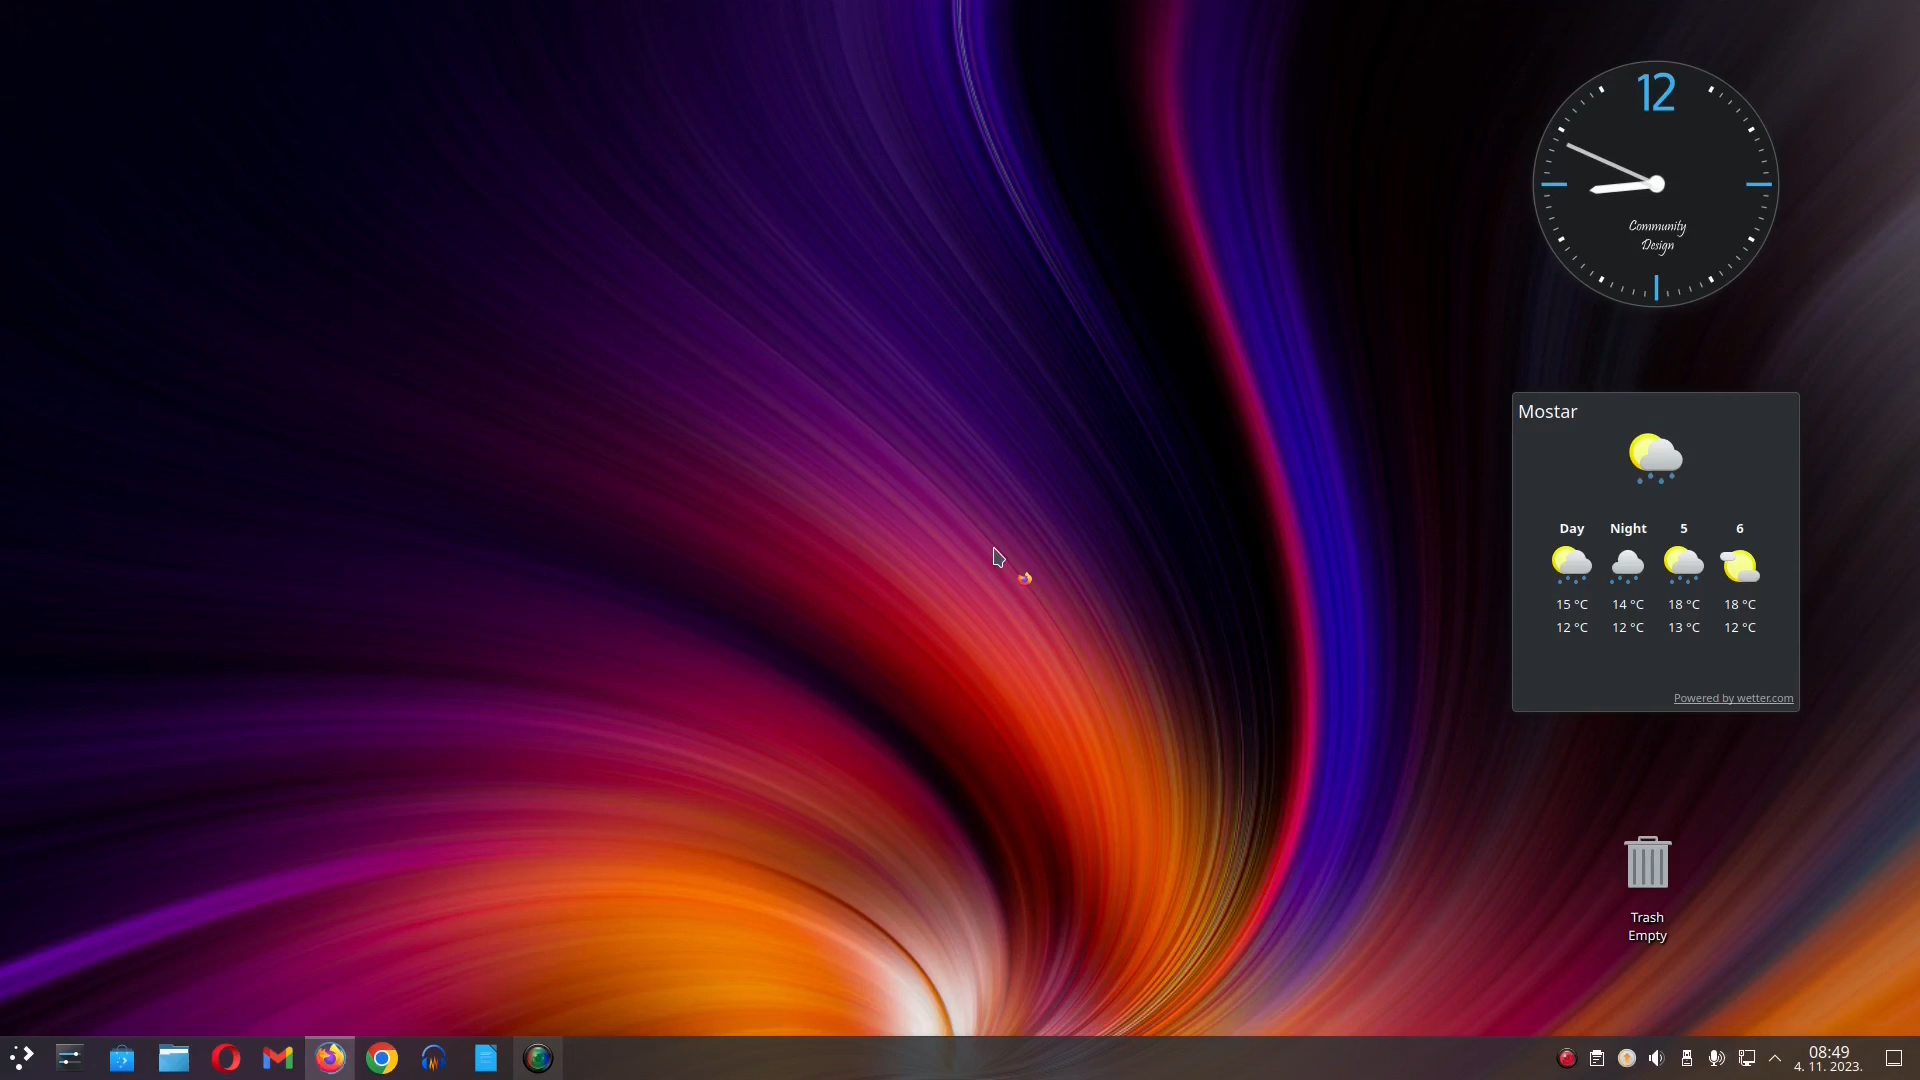 12
Community
Design
Mostar
Day Night 5 6
15 °C 14 °C 18 °C 18 °C
12 °C 12 °C 13 °C 12 °C
Powered by wetter.com
Trash
Empty
08:49
4. 11. 2023.